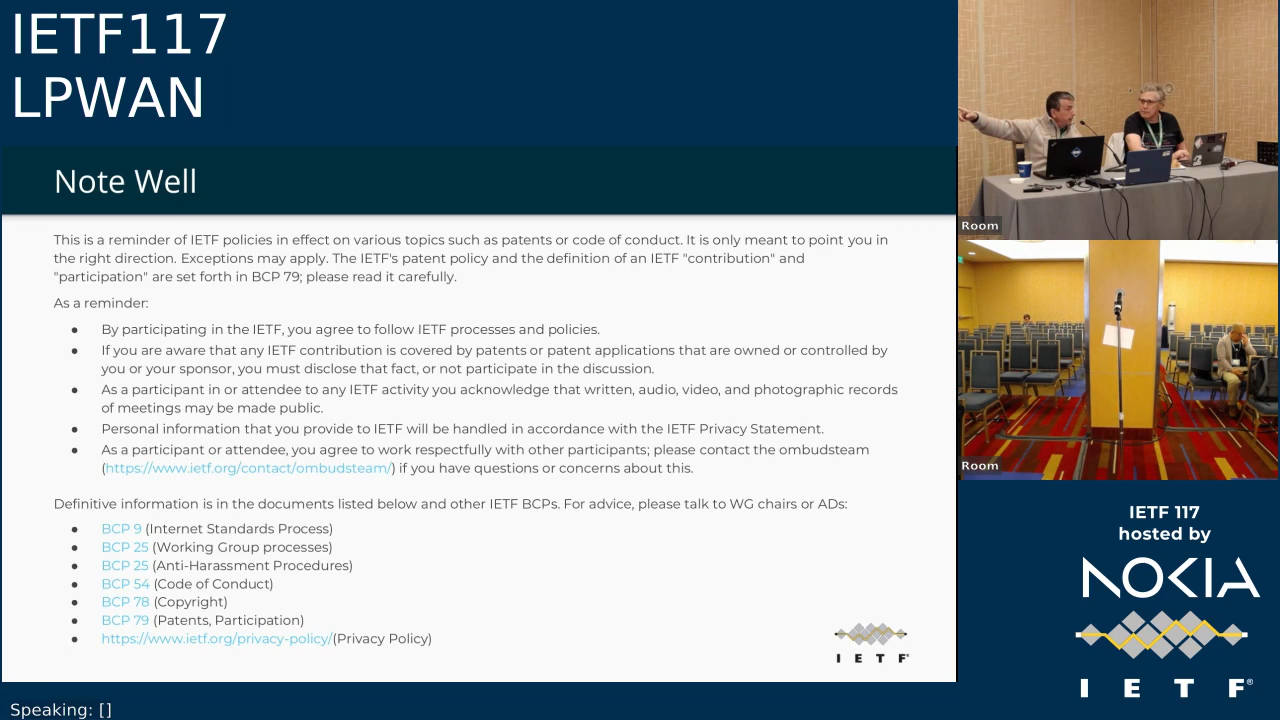 IETF117
LPWAN
Note Well
This is a reminder of IETF policies in effect on various topics such as patents or code of conduct. It is only meant to point you in
the right direction. Exceptions may apply. The IETF's patent policy and the definition of an IETF "contribution" and
"participation" are set forth in BCP 79; please read it carefully.
As a reminder:
● By participating in the IETF, you agree to follow IETF processes and policies.
● If you are aware that any IETF contribution is covered by patents or patent applications that are owned or controlled by
you or your sponsor, you must disclose that fact, or not participate in the discussion.
● As a participant in or attendee to any IETF activity you acknowledge that written, audio, video, and photographic records
of meetings may be made public.
● Personal information that you provide to IETF will be handled in accordance with the IETF Privacy Statement.
● As a participant or attendee, you agree to work respectfully with other participants; please contact the ombudsteam
(https://www.ietf.org/contact/ombudsteam/) if you have questions or concerns about this.
Definitive information is in the documents listed below and other IETF BCPs. For advice, please talk to WG chairs or ADs:
● BCP 9 (Internet Standards Process)
● BCP 25 (Working Group processes)
● BCP 25 (Anti-Harassment Procedures)
● BCP 54 (Code of Conduct)
● BCP 78 (Copyright)
● BCP 79 (Patents, Participation)
● https://www.ietf.org/privacy-policy/(Privacy Policy)
I E T F®
Speaking: []
Room
Room
IETF 117
hosted by
NOKIA
I E T F®